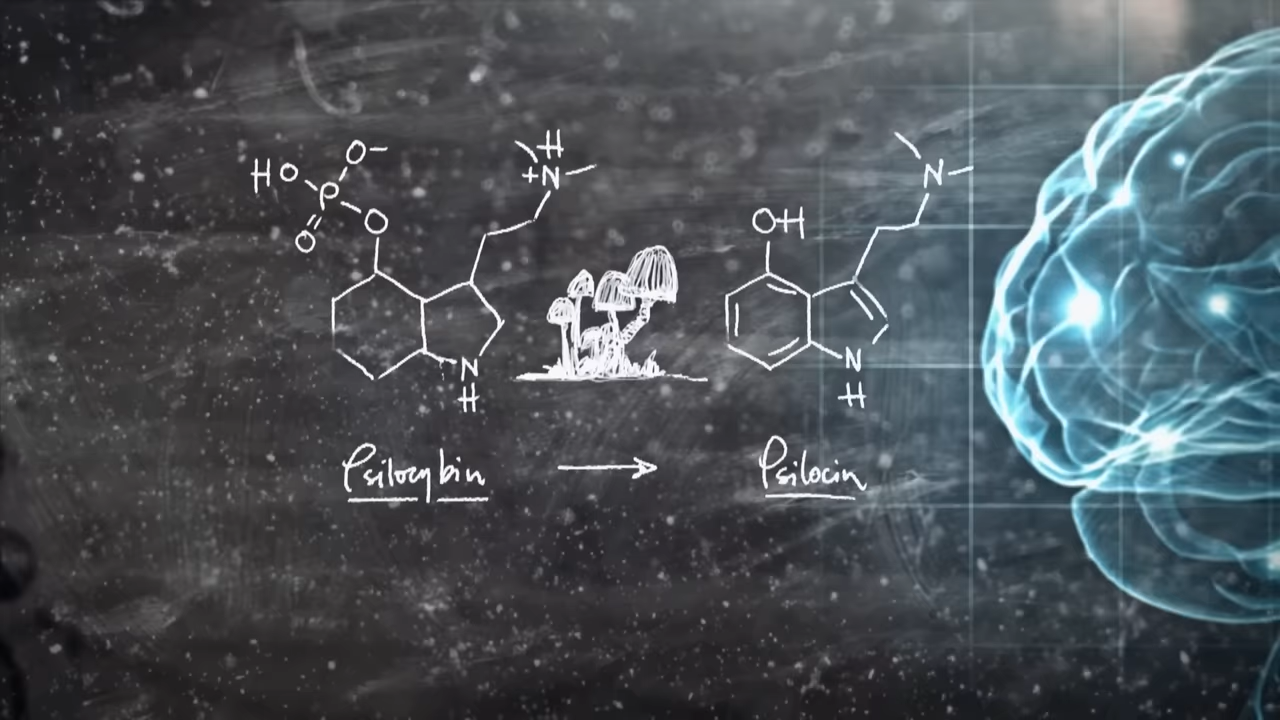 H
HO
O-
+N
P
O
O
OH
N
N
H
N
H
Psilocybin → Psilocin